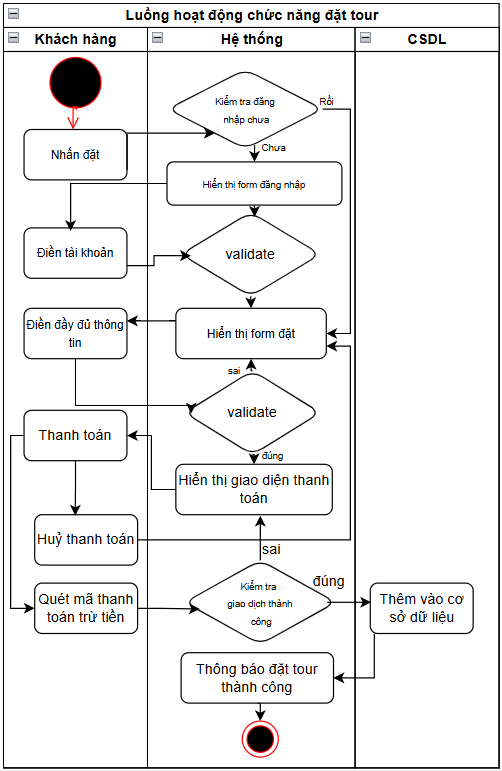 Luồng hoạt động chức năng đặt tour
Khách hàng
Hệ thống
CSDL
Kiểm tra đăng
nhập chưa
Rồi
Nhấn đặt
Chưa
Hiển thị form đăng nhập
Điền tài khoản
validate
Điền đầy đủ thông
tin
Hiển thị form đặt
sai
validate
Thanh toán
đúng
Hiển thị giao diện thanh
toán
Huỷ thanh toán
sai
Kiểm tra
giao dịch thành
công
đúng
Quét mã thanh
toán trừ tiền
Thêm vào cơ
sở dữ liệu
Thông báo đặt tour
thành công